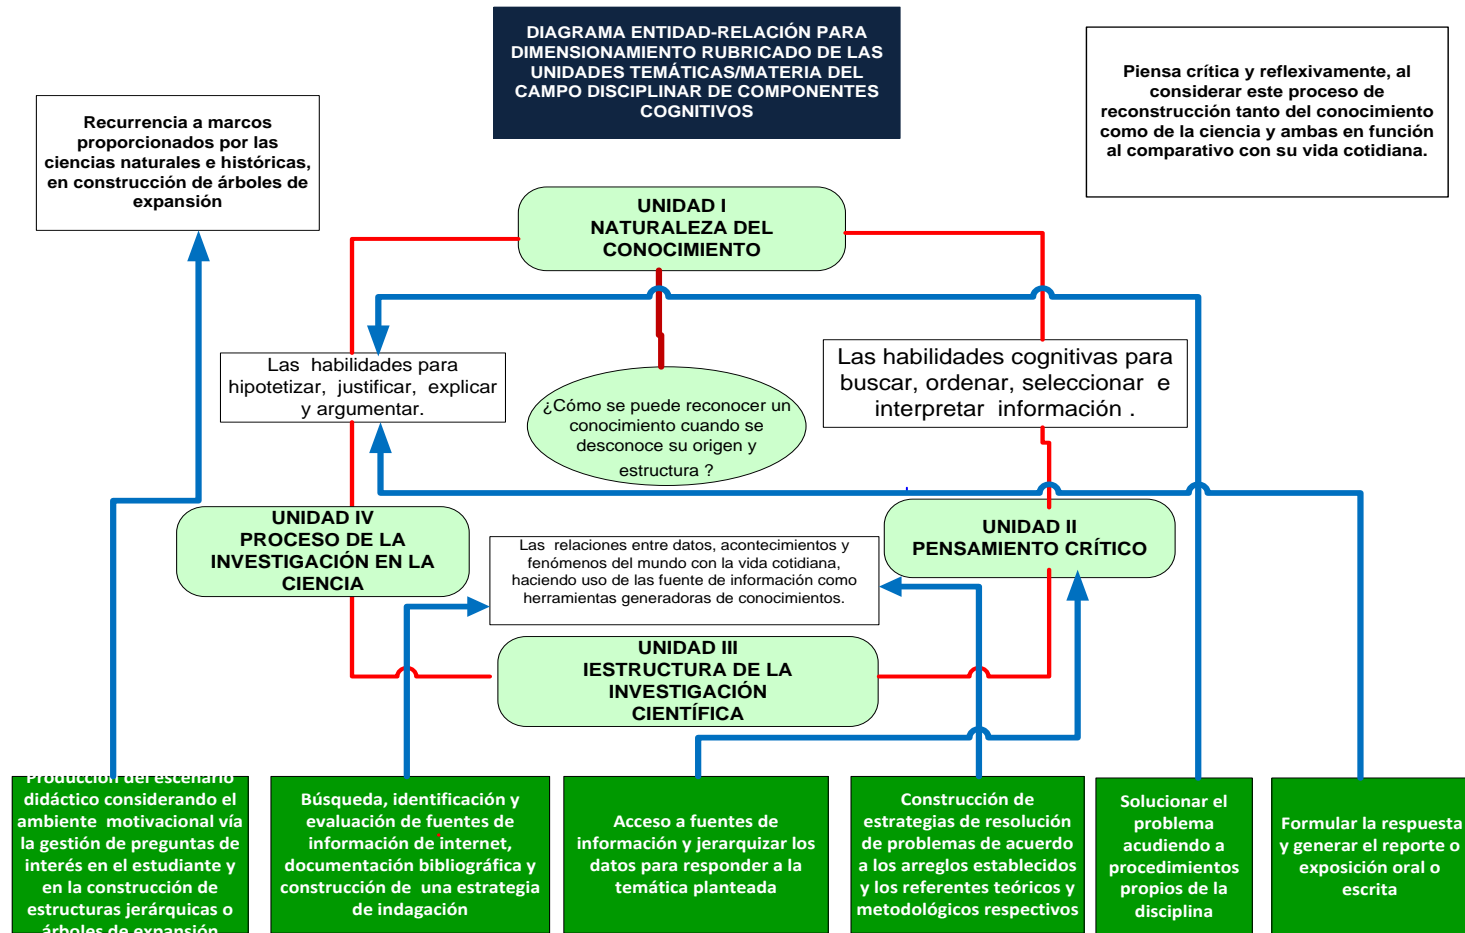 DIAGRAMA ENTIDAD-RELACIÓN PARA
DIMENSIONAMIENTO RUBRICADO DE LAS
UNIDADES TEMÁTICAS/MATERIA DEL
CAMPO DISCIPLINAR DE COMPONENTES
COGNITIVOS
Piensa crítica y reflexivamente, al
considerar este proceso de
reconstrucción tanto del conocimiento
como de la ciencia y ambas en función
al comparativo con su vida cotidiana.
Recurrencia a marcos
proporcionados por las
ciencias naturales e históricas,
en construcción de árboles de
expansión
UNIDAD I
NATURALEZA DEL
CONOCIMIENTO
Las habilidades para
hipotetizar, justificar, explicar
y argumentar.
¿Cómo se puede reconocer un
conocimiento cuando se
desconoce su origen y
estructura ?
Las habilidades cognitivas para
buscar, ordenar, seleccionar e
interpretar información .
UNIDAD IV
PROCESO DE LA
INVESTIGACIÓN EN LA
CIENCIA
Las relaciones entre datos, acontecimientos y
fenómenos del mundo con la vida cotidiana,
haciendo uso de las fuente de información como
herramientas generadoras de conocimientos.
UNIDAD II
PENSAMIENTO CRÍTICO
UNIDAD III
IESTRUCTURA DE LA
INVESTIGACIÓN
CIENTÍFICA
Producción del escenario
didáctico considerando el
ambiente motivacional vía
la gestión de preguntas de
interés en el estudiante y
en la construcción de
estructuras jerárquicas o
árboles de expansión
Búsqueda, identificación y
evaluación de fuentes de
información de internet,
documentación bibliográfica y
construcción de una estrategia
de indagación
Acceso a fuentes de
información y jerarquizar los
datos para responder a la
temática planteada
Construcción de
estrategias de resolución
de problemas de acuerdo
a los arreglos establecidos
y los referentes teóricos y
metodológicos respectivos
Solucionar el
problema
acudiendo a
procedimientos
propios de la
disciplina
Formular la respuesta
y generar el reporte o
exposición oral o
escrita